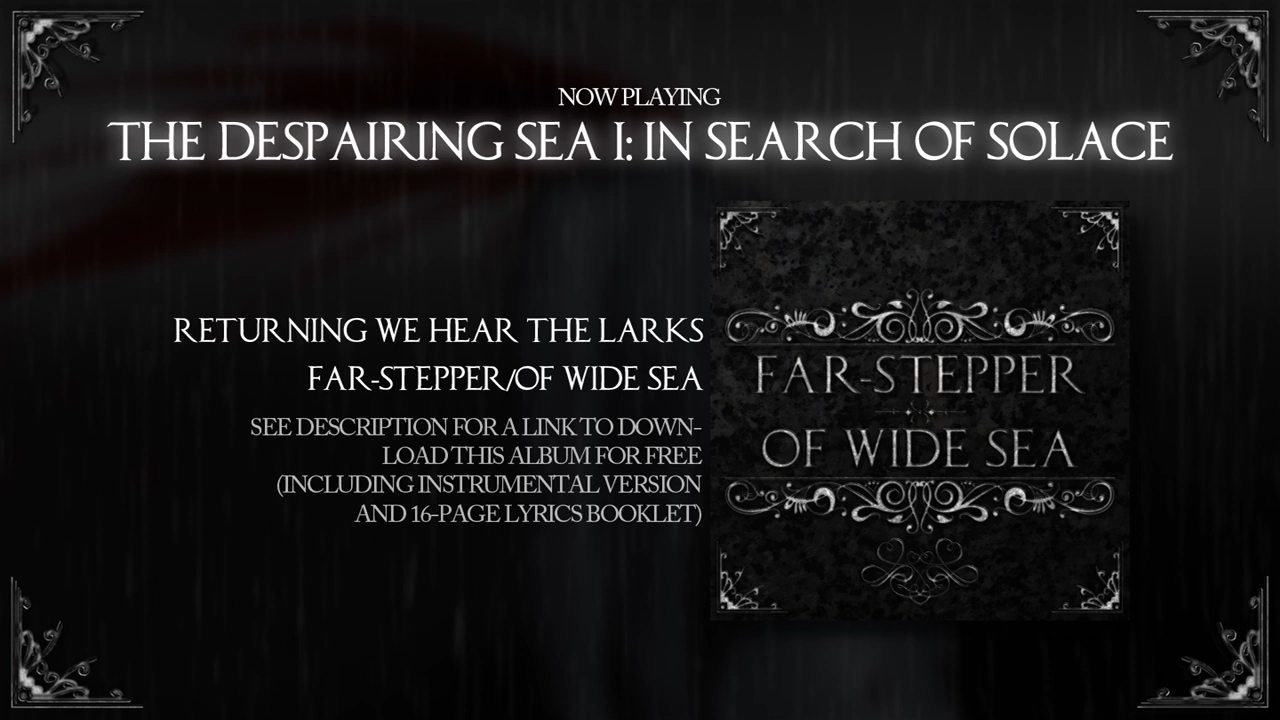 NOW PLAYING
THE DESPAIRING SEA I: IN SEARCH OF SOLACE
RETURNING WE HEAR THE LARKS
FAR-STEPPER/OF WIDE SEA
SEE DESCRIPTION FOR A LINK TO DOWN-
LOAD THIS ALBUM FOR FREE
(INCLUDING INSTRUMENTAL VERSION
AND 16-PAGE LYRICS BOOKLET)
FAR-STEPPER
OF WIDE SEA